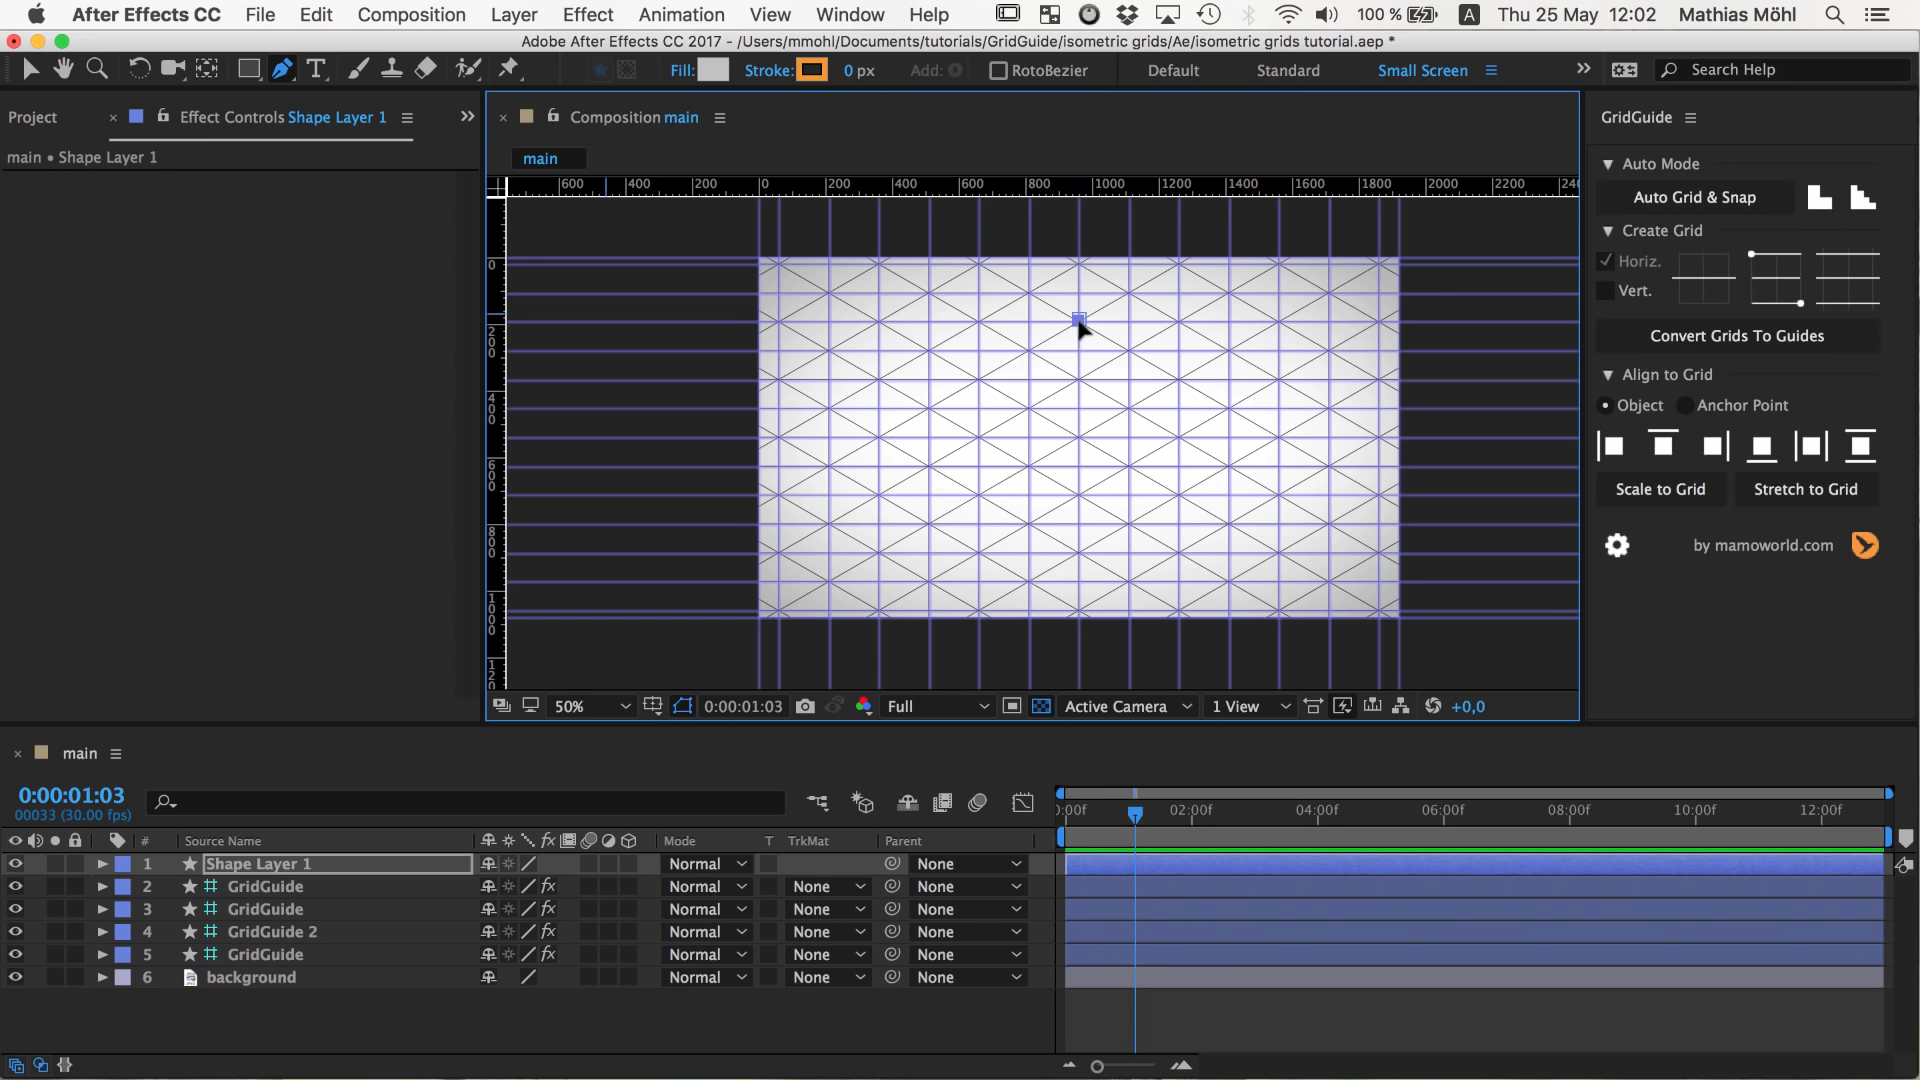 After Effects CC File Edit Composition Layer Effect Animation View Window Help 100 % A Thu 25 May 12:02 Mathias Möhl
Adobe After Effects CC 2017 - /Users/mmohl/Documents/tutorials/GridGuide/isometric grids/Ae/isometric grids tutorial.aep *
Fill: Stroke: 0 px Add: RotoBezier Default Standard Small Screen Search Help
Project Effect Controls Shape Layer 1 Composition main GridGuide
main • Shape Layer 1
main
Auto Mode
600 400 200 0 200 400 600 800 1000 1200 1400 1600 1800 2000 2200
Auto Grid & Snap
Create Grid
Horiz.
Vert.
Convert Grids To Guides
Align to Grid
Object Anchor Point
Scale to Grid Stretch to Grid
by mamoworld.com
0
200
400
600
800
1000
50% 0:00:01:03 Full Active Camera 1 View +0,0
main
0:00:01:03
00033 (30.00 fps)
02:00f 04:00f 06:00f 08:00f 10:00f 12:00f
# Source Name Mode T TrkMat Parent
1 Shape Layer 1 Normal None
2 GridGuide Normal None None
3 GridGuide Normal None None
4 GridGuide 2 Normal None None
5 GridGuide Normal None None
6 background Normal None None